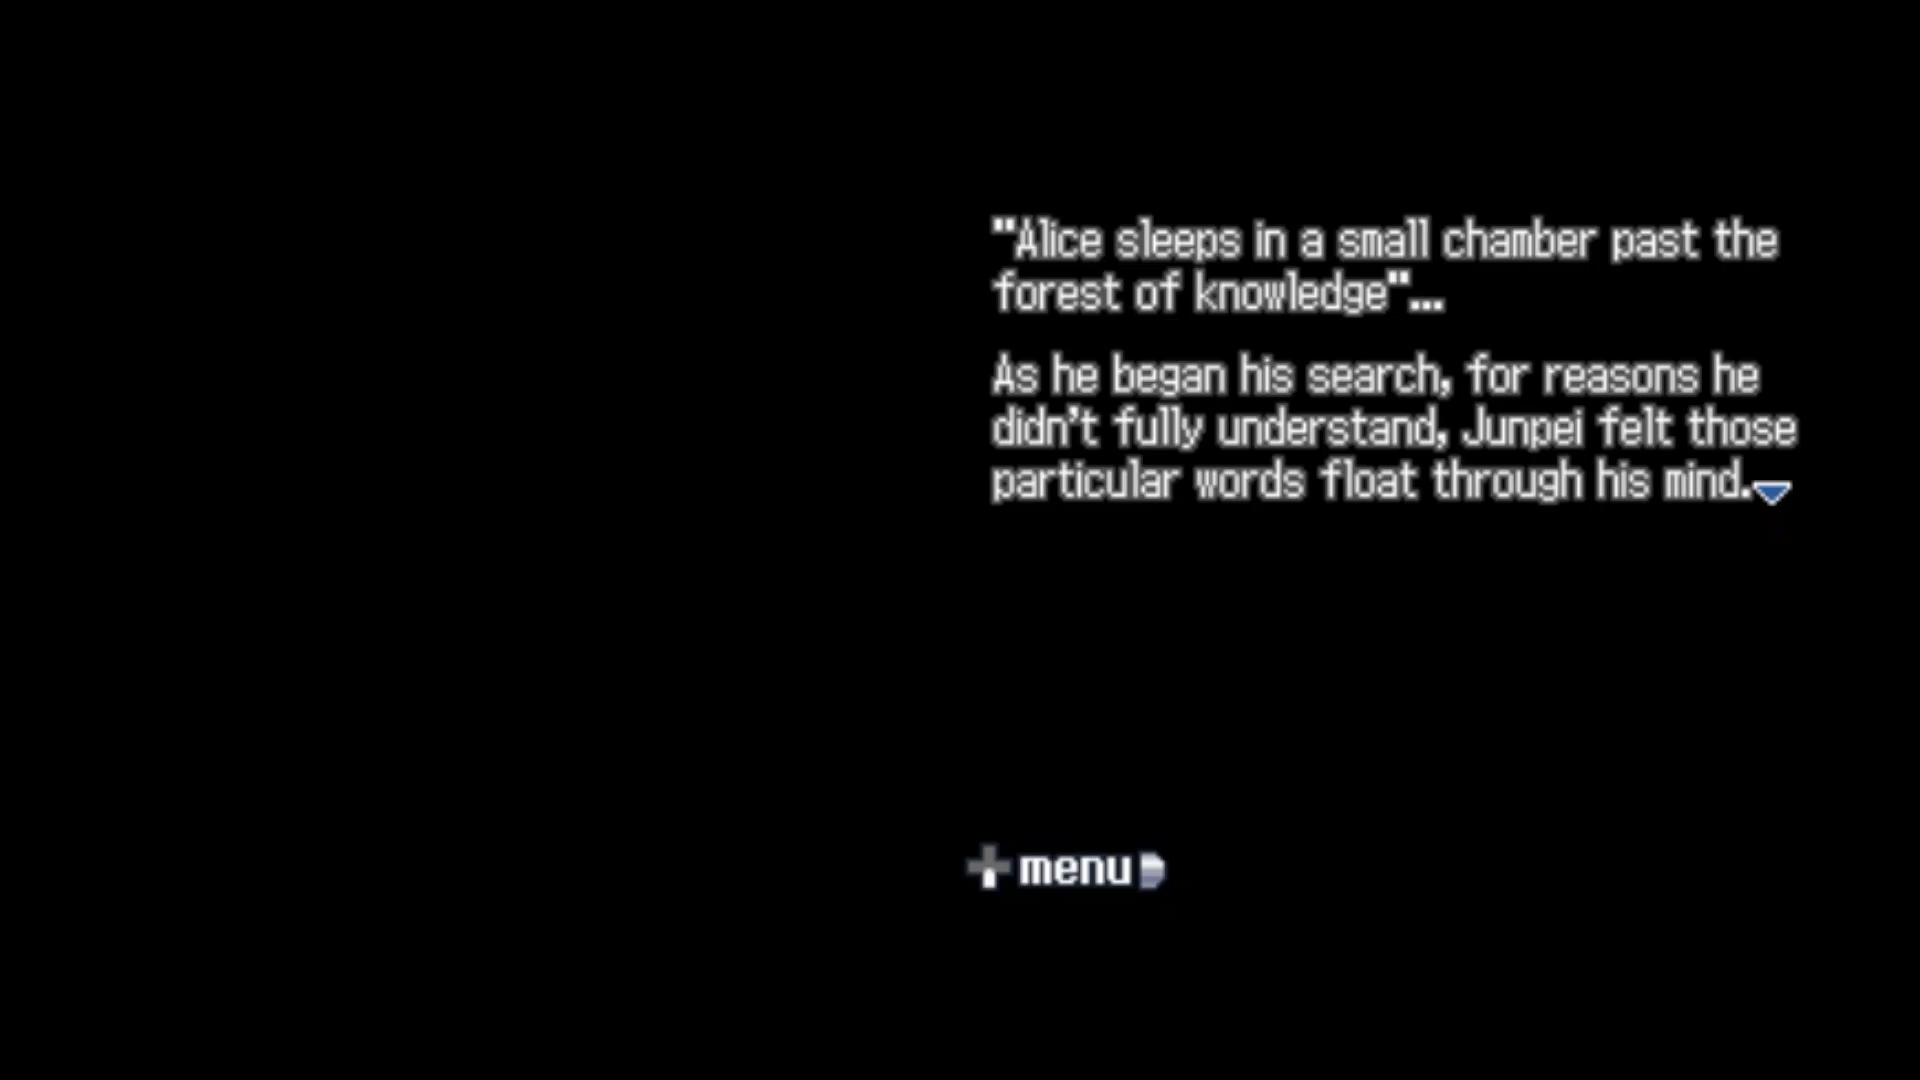 "Alice sleeps in a small chamber past the
forest of knowledge"...
As he began his search, for reasons he
didn't fully understand, Junpei felt those
particular words float through his mind.
menu